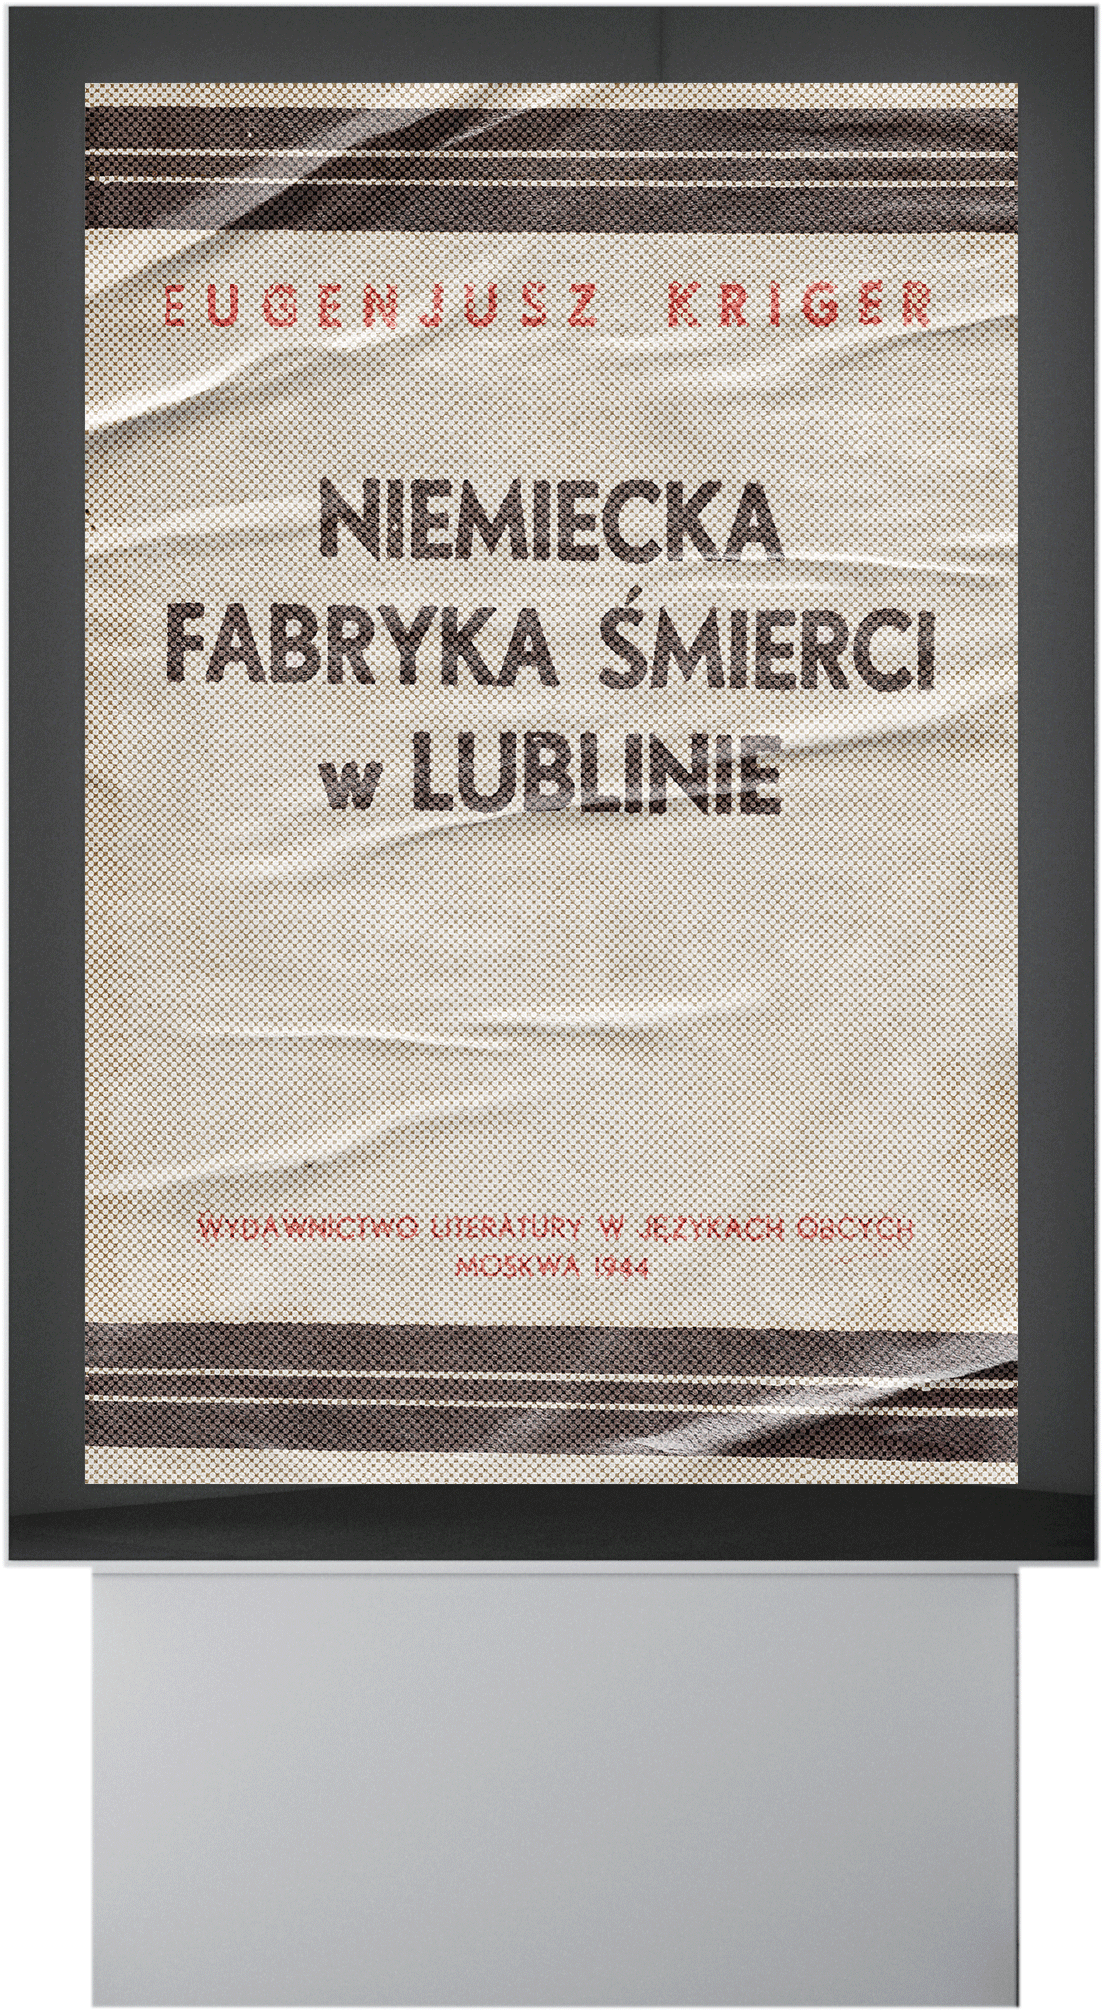 EUGENJUSZ KRIGER
NIEMIECKA
FABRYKA ŚMIERCI
w LUBLINIE
WYDAWNICTWO LITERATURY W JĘZYKACH OBCYCH
MOSKWA 1944